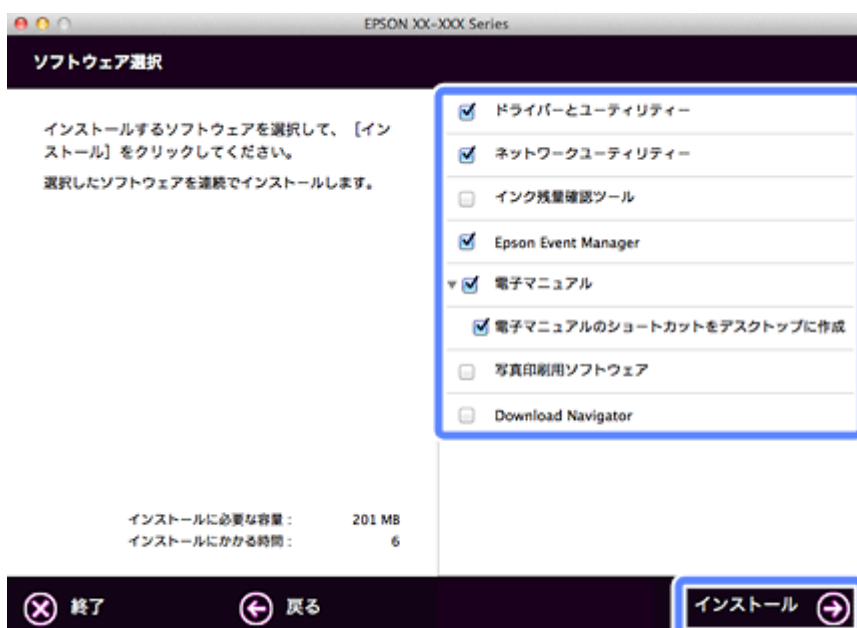 EPSON XX-XXX Series
ソフトウェア選択
インストールするソフトウェアを選択して、［イン
ストール］をクリックしてください。
選択したソフトウェアを連続でインストールします。
ドライバーとユーティリティー
ネットワークユーティリティー
インク残量確認ツール
Epson Event Manager
電子マニュアル
電子マニュアルのショートカットをデスクトップに作成
写真印刷用ソフトウェア
Download Navigator
インストールに必要な容量： 201 MB
インストールにかかる時間： 6
終了 戻る インストール